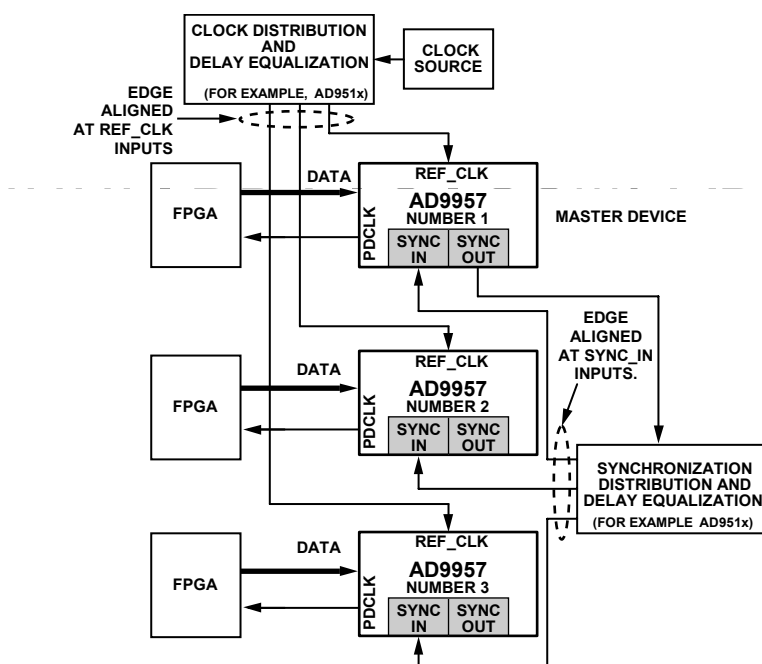 CLOCK DISTRIBUTION
AND
DELAY EQUALIZATION
(FOR EXAMPLE, AD951x)
CLOCK
SOURCE
EDGE
ALIGNED
AT REF_CLK
INPUTS
FPGA
DATA
REF_CLK
AD9957
NUMBER 1
PDCLK
SYNC
IN
SYNC
OUT
MASTER DEVICE
EDGE
ALIGNED
AT SYNC_IN
INPUTS.
FPGA
DATA
REF_CLK
AD9957
NUMBER 2
PDCLK
SYNC
IN
SYNC
OUT
SYNCHRONIZATION
DISTRIBUTION AND
DELAY EQUALIZATION
(FOR EXAMPLE AD951x)
FPGA
DATA
REF_CLK
AD9957
NUMBER 3
PDCLK
SYNC
IN
SYNC
OUT